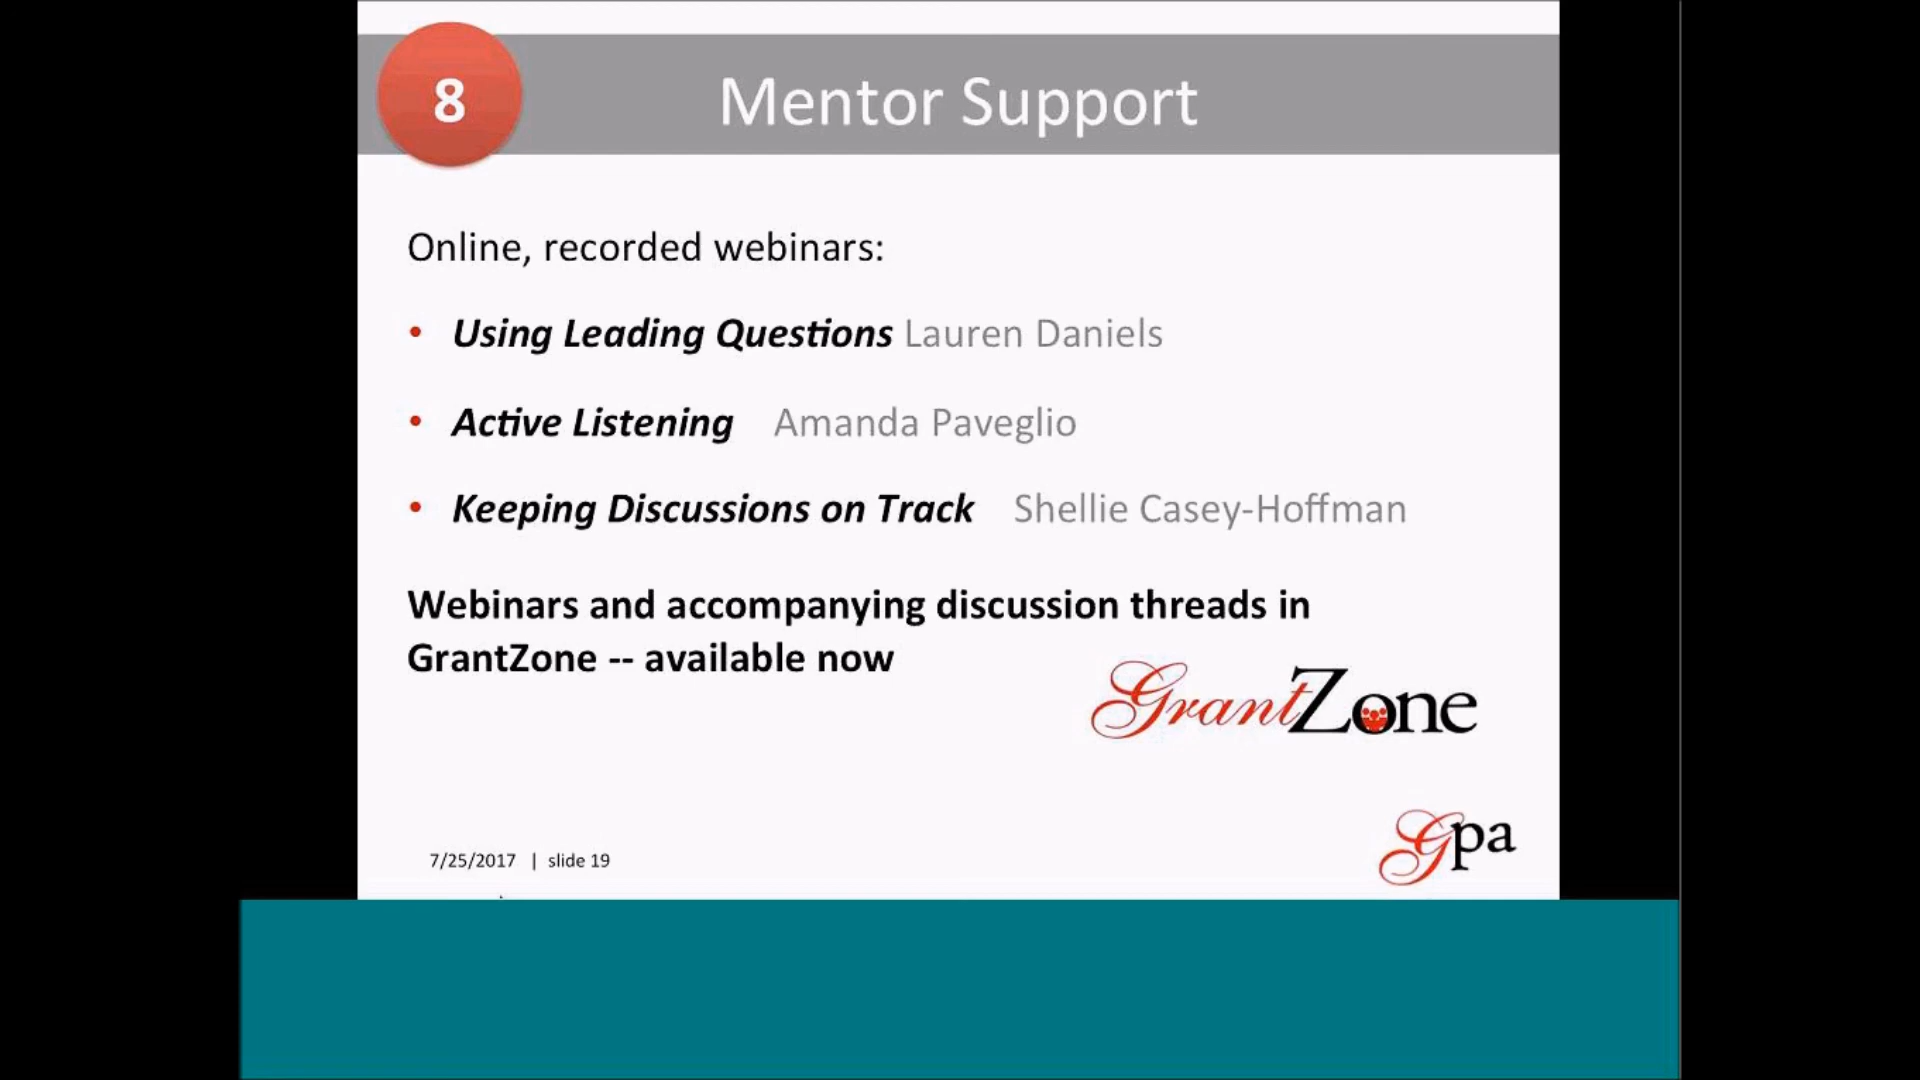 8
Mentor Support
Online, recorded webinars:
• Using Leading Questions Lauren Daniels
• Active Listening Amanda Paveglio
• Keeping Discussions on Track Shellie Casey-Hoffman
Webinars and accompanying discussion threads in
GrantZone -- available now
GrantZone
Gpa
7/25/2017 | slide 19